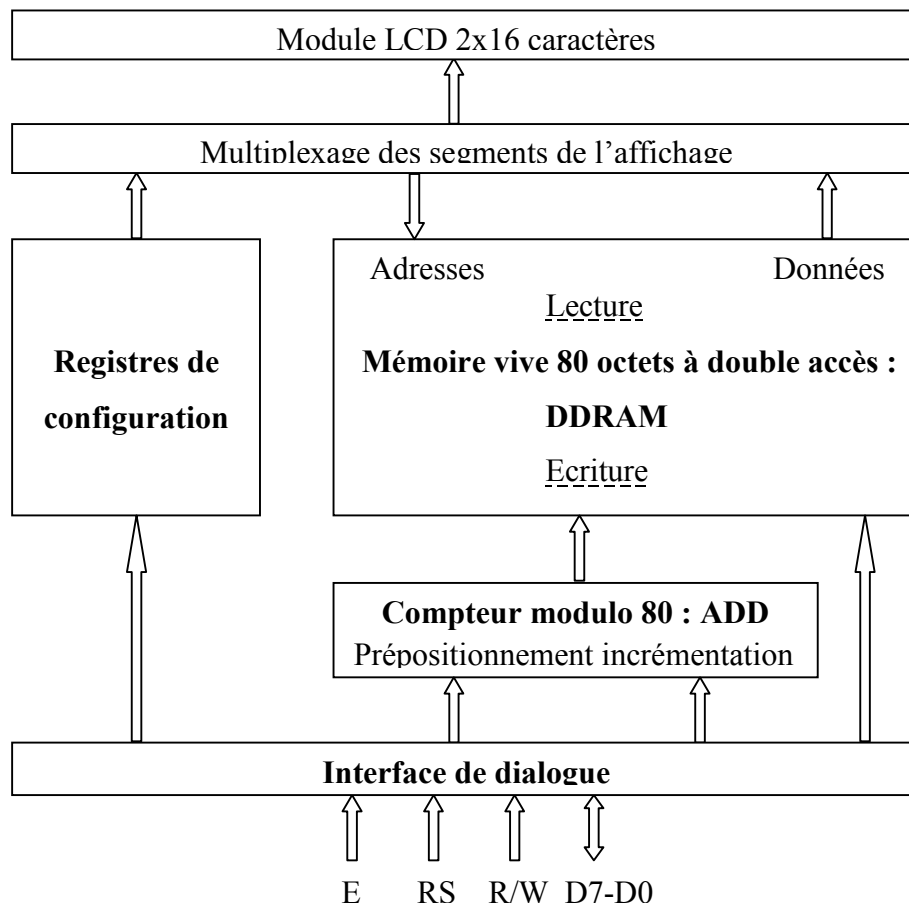 Module LCD 2x16 caractères
Multiplexage des segments de l’affichage
Adresses Données
Lecture
Registres de
configuration
Mémoire vive 80 octets à double accès :
DDRAM
Ecriture
Compteur modulo 80 : ADD
Prépositionnement incrémentation
Interface de dialogue
E RS R/W D7-D0